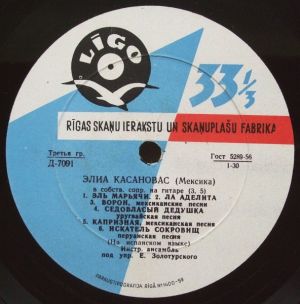 LĪGO
33⅓
RĪGAS SKAŅU IERAKSTU UN SKAŅUPLAŠU FABRIKA
Третья гр.
Гост 5289-56
Д-7091
1-30
ЭЛИА КАСАНОВАС (Мексика)
в собств. сопр. на гитаре (3, 5)
1. ЭЛЬ МАРЬЯЧИ. 2. ЛА АДЕЛИТА
3. ВОРОН, мексиканские песни
4. СЕДОВЛАСЫЙ ДЕДУШКА
уругвайская песня
5. КАПРИЗНАЯ, мексиканская песня
6. ИСКАТЕЛЬ СОКРОВИЩ
перуанская песня
(На испанском языке)
Инстр. ансамбль
под упр. Е. Золотурского